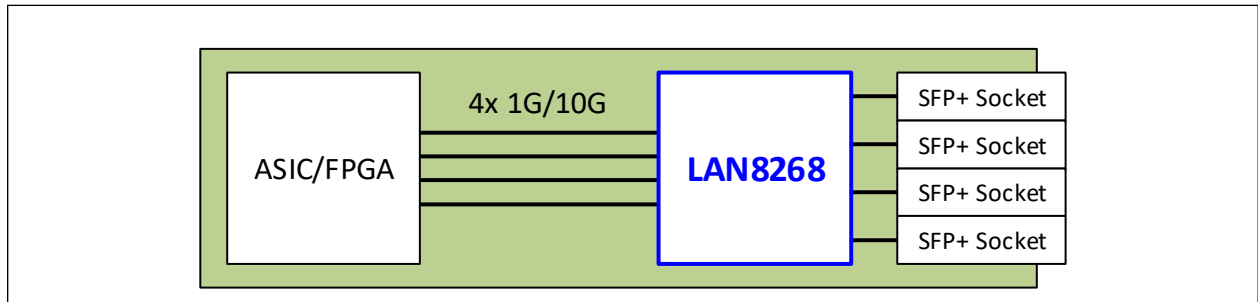 4x 1G/10G
ASIC/FPGA
LAN8268
SFP+ Socket
SFP+ Socket
SFP+ Socket
SFP+ Socket